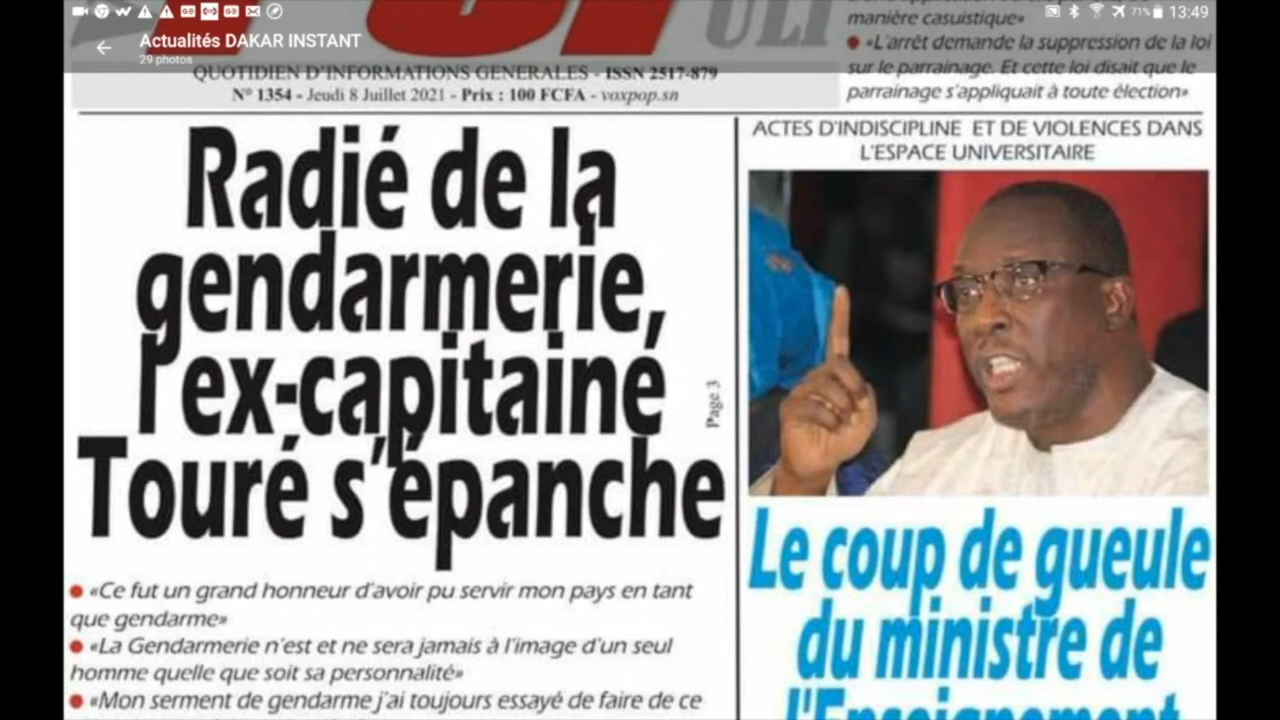 71% 13:49
Actualités DAKAR INSTANT
29 photos
QUOTIDIEN D'INFORMATIONS GENERALES - ISSN 2517-879
N° 1354 - Jeudi 8 Juillet 2021 - Prix : 100 FCFA - voxpop.sn
manière casuistique»
«L'arrêt demande la suppression de la loi
sur le parrainage. Et cette loi disait que le
parrainage s'appliquait à toute élection»
Radié de la
gendarmerie,
l'ex-capitaine
Touré s'épanche
Page 3
«Ce fut un grand honneur d'avoir pu servir mon pays en tant
que gendarme»
«La Gendarmerie n'est et ne sera jamais à l'image d'un seul
homme quelle que soit sa personnalité»
«Mon serment de gendarme j'ai toujours essayé de faire de ce
ACTES D'INDISCIPLINE ET DE VIOLENCES DANS
L'ESPACE UNIVERSITAIRE
Le coup de gueule
du ministre de
l'Enseignement